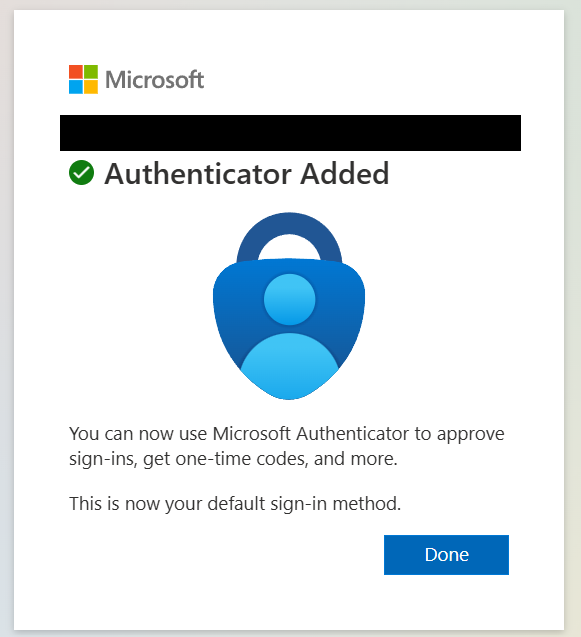 Microsoft
Authenticator Added
You can now use Microsoft Authenticator to approve
sign-ins, get one-time codes, and more.
This is now your default sign-in method.
Done